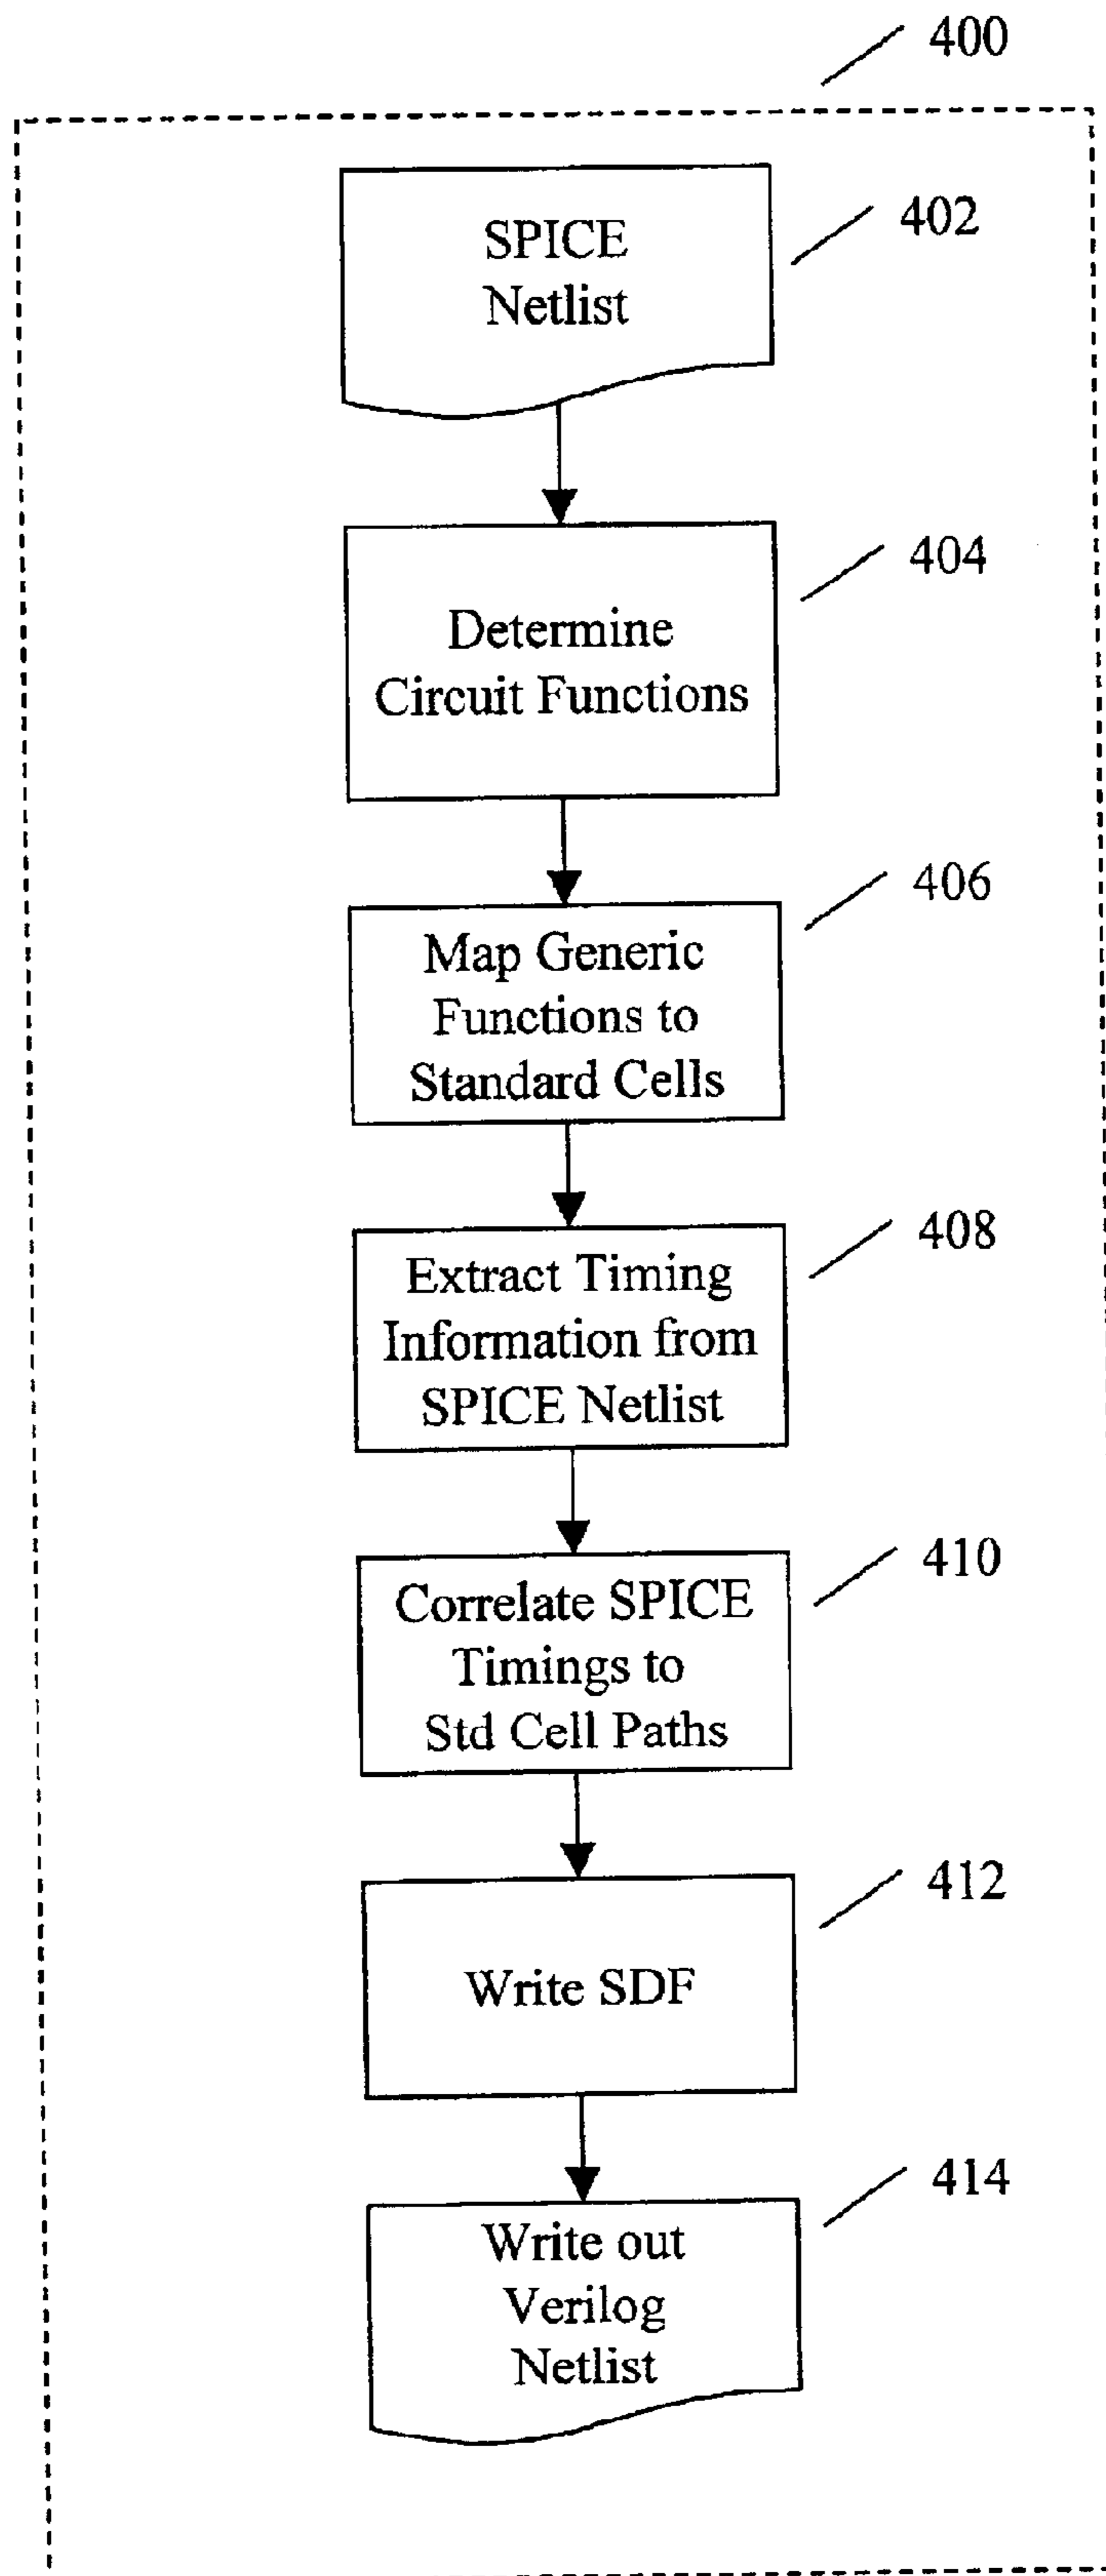 400
SPICE
Netlist
402
Determine
Circuit Functions
404
Map Generic
Functions to
Standard Cells
406
Extract Timing
Information from
SPICE Netlist
408
Correlate SPICE
Timings to
Std Cell Paths
410
Write SDF
412
Write out
Verilog
Netlist
414